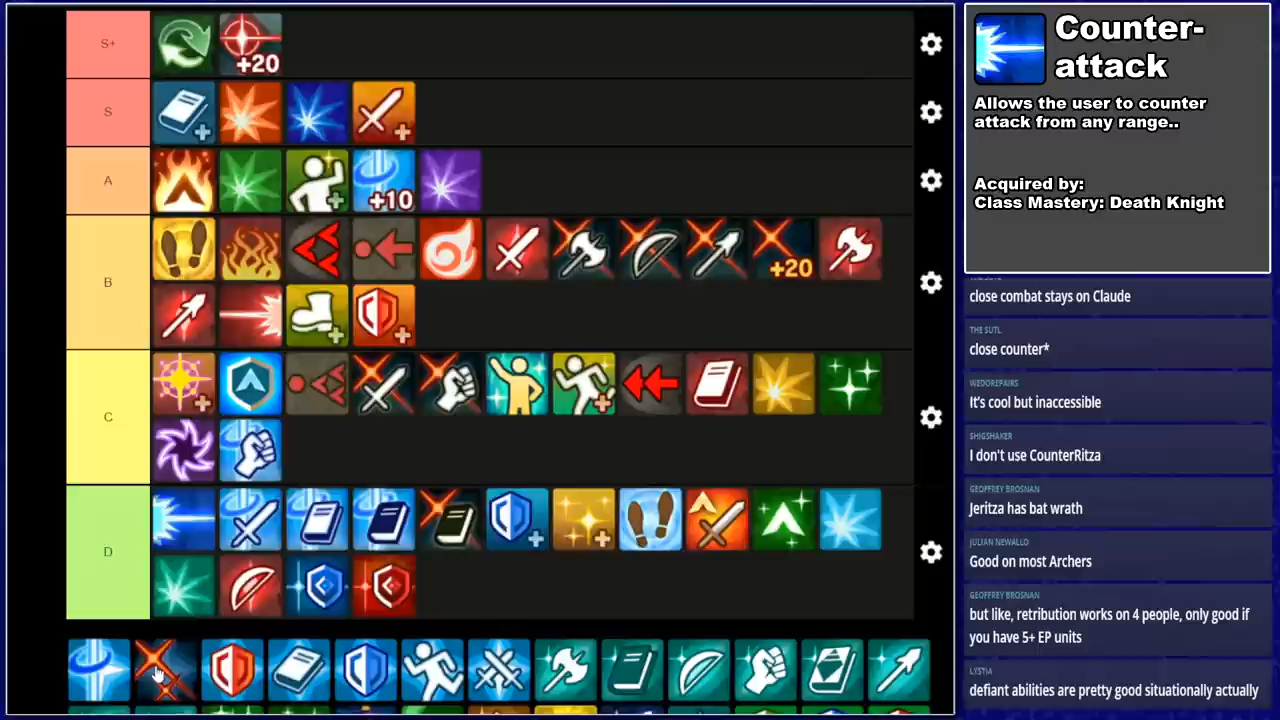 S+
+20
S
A
+10
B
+20
C
D
Counter-
attack
Allows the user to counter
attack from any range..
Acquired by:
Class Mastery: Death Knight
close combat stays on Claude
THE SUTL
close counter*
WEDOREPAIRS
It's cool but inaccessible
SHIGSHAKER
I don't use CounterRitza
GEOFFREY BROSNAN
Jeritza has bat wrath
JULIAN NEWALLO
Good on most Archers
GEOFFREY BROSNAN
but like, retribution works on 4 people, only good if
you have 5+ EP units
LYSTIA
defiant abilities are pretty good situationally actually